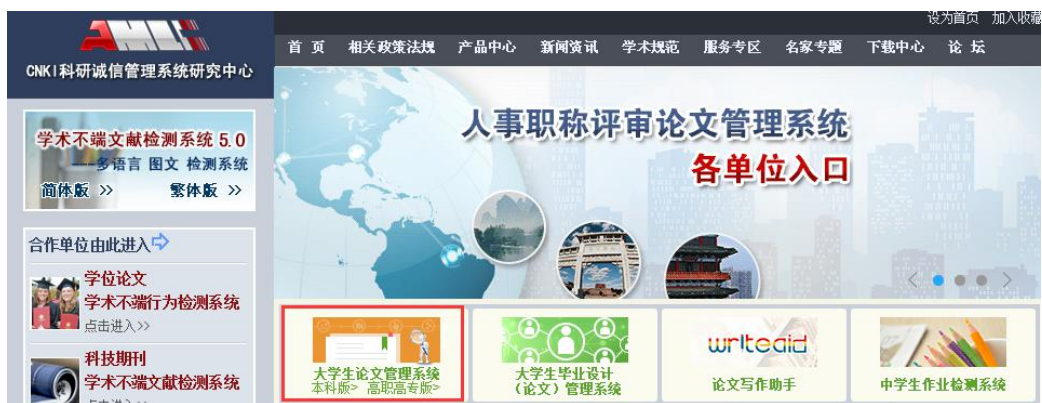 设为首页 加入收藏
AMLC
CNKI科研诚信管理系统研究中心
首 页 相关政策法规 产品中心 新闻资讯 学术规范 服务专区 名家专题 下载中心 论 坛
学术不端文献检测系统 5.0
——多语言 图文 检测系统
简体版 >> 繁体版 >>
人事职称评审论文管理系统
各单位入口
合作单位由此进入
学位论文
学术不端行为检测系统
点击进入>>
科技期刊
学术不端文献检测系统
点击进入>>
大学生论文管理系统
本科版> 高职高专版>
大学生毕业设计
(论文)管理系统
writeaid
论文写作助手
中学生作业检测系统